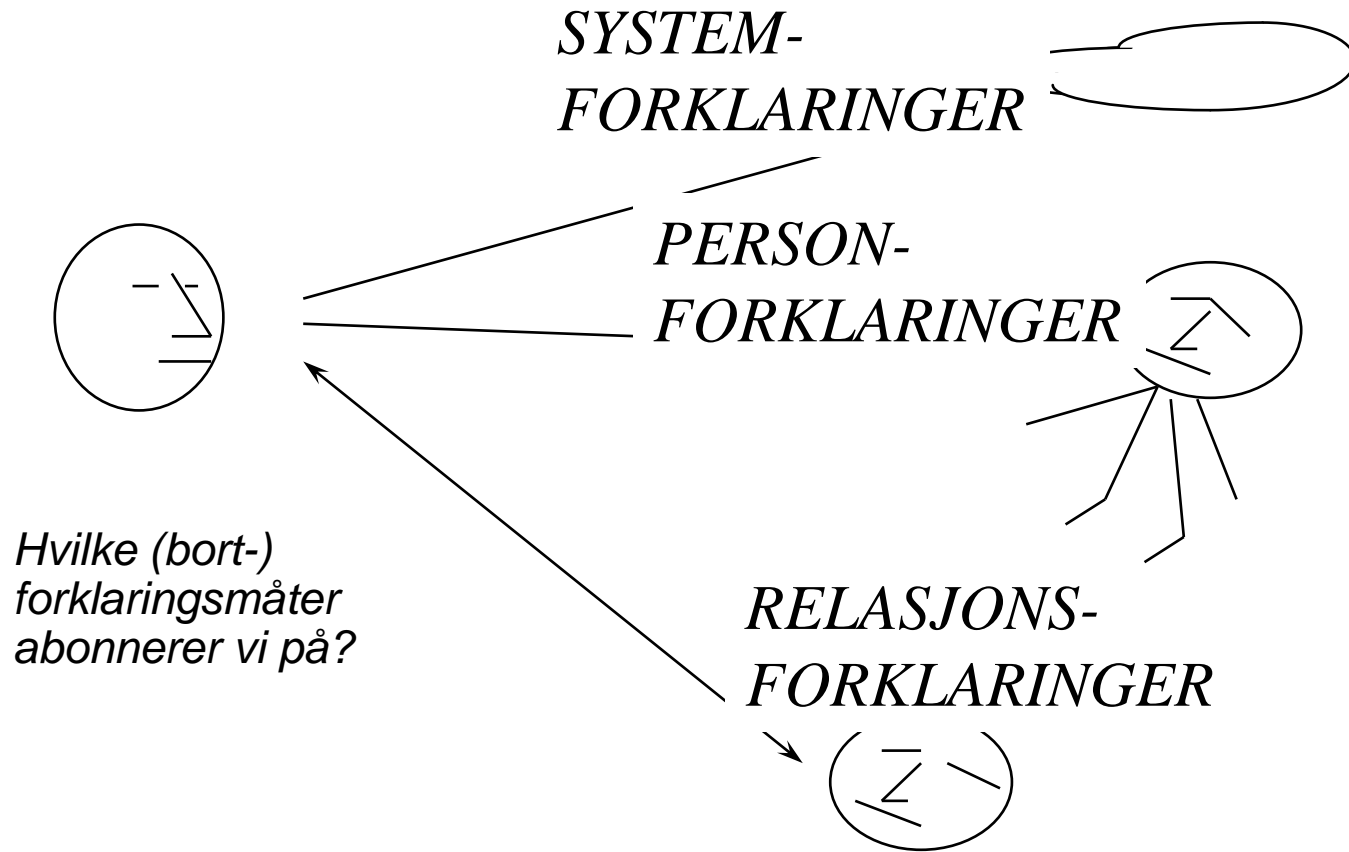 SYSTEM-
FORKLARINGER
PERSON-
FORKLARINGER
Hvilke (bort-)
forklaringsmåter
abonnerer vi på?
RELASJONS-
FORKLARINGER